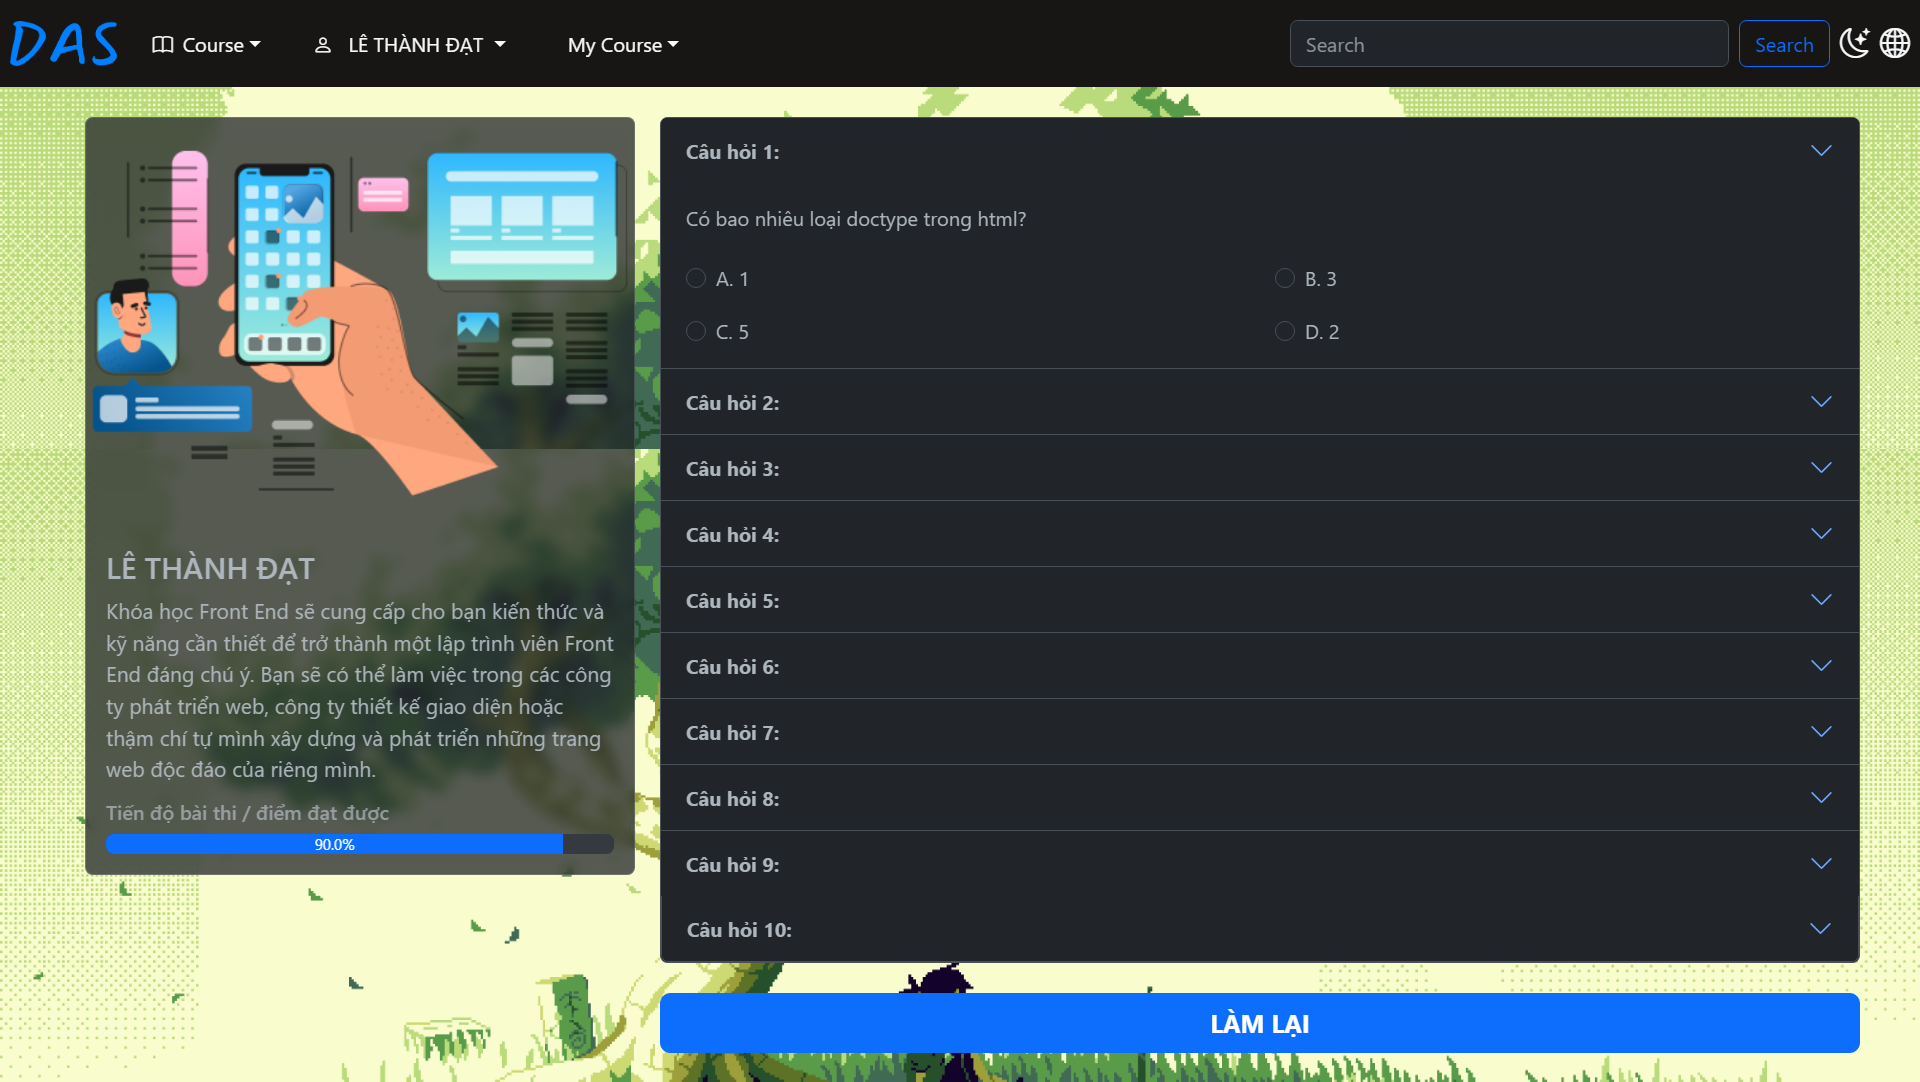 DAS
Course
LÊ THÀNH ĐẠT
My Course
Search
Search
LÊ THÀNH ĐẠT
Khóa học Front End sẽ cung cấp cho bạn kiến thức và
kỹ năng cần thiết để trở thành một lập trình viên Front
End đáng chú ý. Bạn sẽ có thể làm việc trong các công
ty phát triển web, công ty thiết kế giao diện hoặc
thậm chí tự mình xây dựng và phát triển những trang
web độc đáo của riêng mình.
Tiến độ bài thi / điểm đạt được
90.0%
Câu hỏi 1:
Có bao nhiêu loại doctype trong html?
A. 1
B. 3
C. 5
D. 2
Câu hỏi 2:
Câu hỏi 3:
Câu hỏi 4:
Câu hỏi 5:
Câu hỏi 6:
Câu hỏi 7:
Câu hỏi 8:
Câu hỏi 9:
Câu hỏi 10:
LÀM LẠI